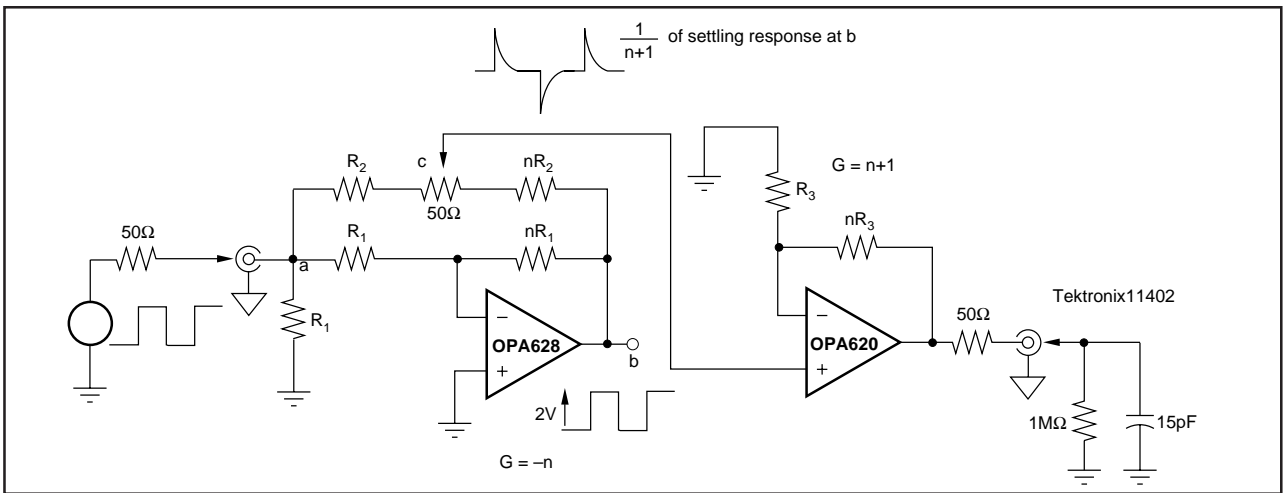 1
n+1
of settling response at b
R2
c
nR2
G = n+1
R3
50Ω
nR3
50Ω
R1
nR1
a
Tektronix11402
50Ω
R1
–
OPA628
+
b
–
OPA620
+
2V
1MΩ
15pF
G = –n